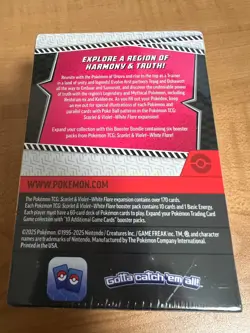 EXPLORE A REGION OF
HARMONY & TRUTH!
Reunite with the Pokémon of Unova and rise to the top as a Trainer
in a land of unity and legends! Evolve first partners Tepig and Oshawott
all the way to Emboar and Samurott, and discover the undeniable power
of truth with the region's Legendary and Mythical Pokémon, including
Reshiram ex and Keldeo ex. As you fill out your Pokédex, keep
an eye out for special illustrations of each Pokémon and
parallel cards with Poké Ball patterns in the Pokémon TCG:
Scarlet & Violet—White Flare expansion!
Expand your collection with this Booster Bundle containing six booster
packs from Pokémon TCG: Scarlet & Violet—White Flare!
WWW.POKEMON.COM
The Pokémon TCG: Scarlet & Violet—White Flare expansion contains over 170 cards.
Each Pokémon TCG: Scarlet & Violet—White Flare booster pack contains 10 cards and 1 Basic Energy.
Each player must have a 60-card deck of Pokémon cards to play. Expand your Pokémon Trading Card
Game collection with "10 Additional Game Cards" booster packs.
©2025 Pokémon. ©1995–2025 Nintendo / Creatures Inc. / GAME FREAK inc. TM, ®, and character
names are trademarks of Nintendo. Manufactured by The Pokémon Company International.
Printed in the USA.
Gotta catch 'em all!